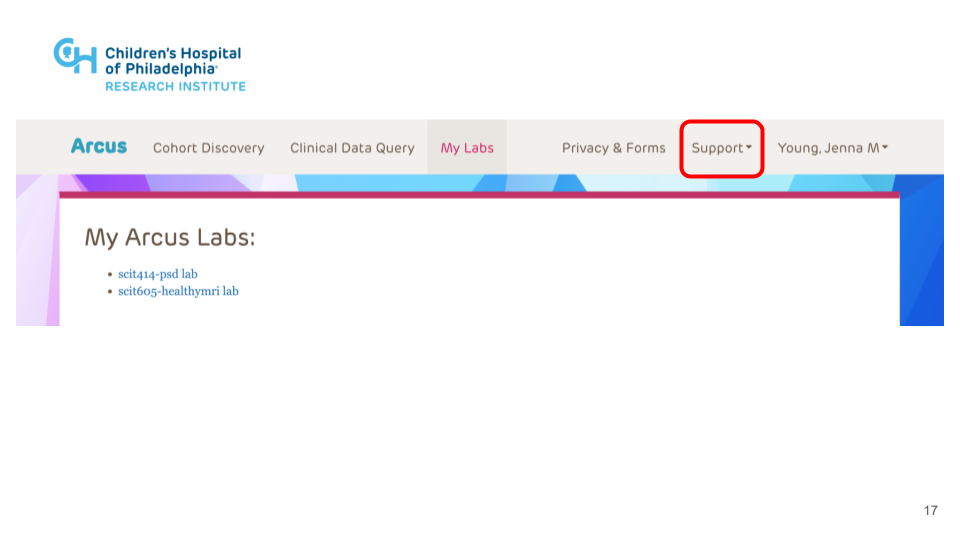 CH Children's Hospital
of Philadelphia
RESEARCH INSTITUTE
Arcus Cohort Discovery Clinical Data Query My Labs Privacy & Forms Support Young, Jenna M
My Arcus Labs:
• scit414-psd lab
• scit605-healthymri lab
17